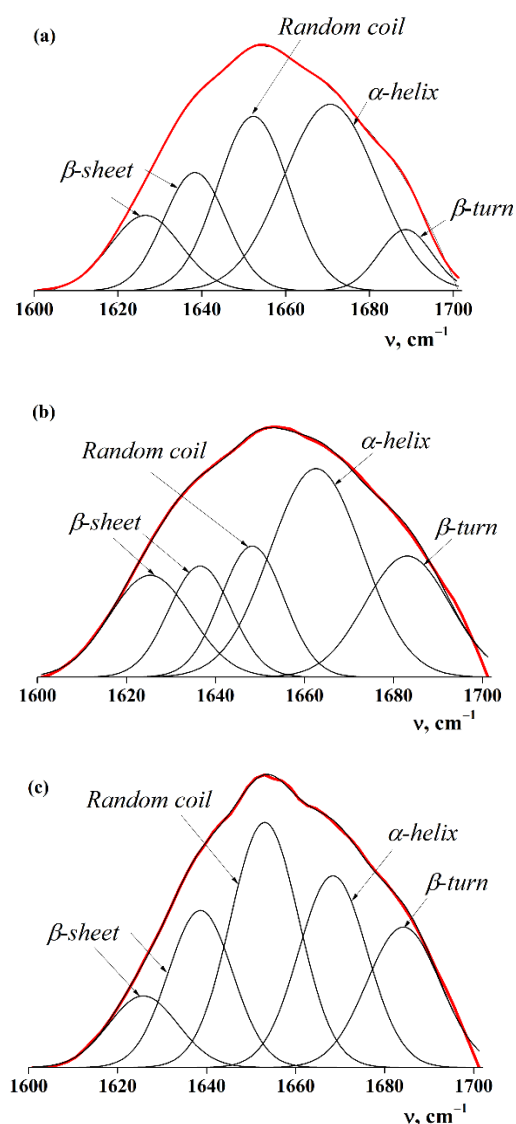 (a)
Random coil
α-helix
β-sheet
β-turn
1600 1620 1640 1660 1680 1700
ν, cm⁻¹
(b)
Random coil
α-helix
β-sheet
β-turn
1600 1620 1640 1660 1680 1700
ν, cm⁻¹
(c)
Random coil
α-helix
β-turn
β-sheet
1600 1620 1640 1660 1680 1700
ν, cm⁻¹